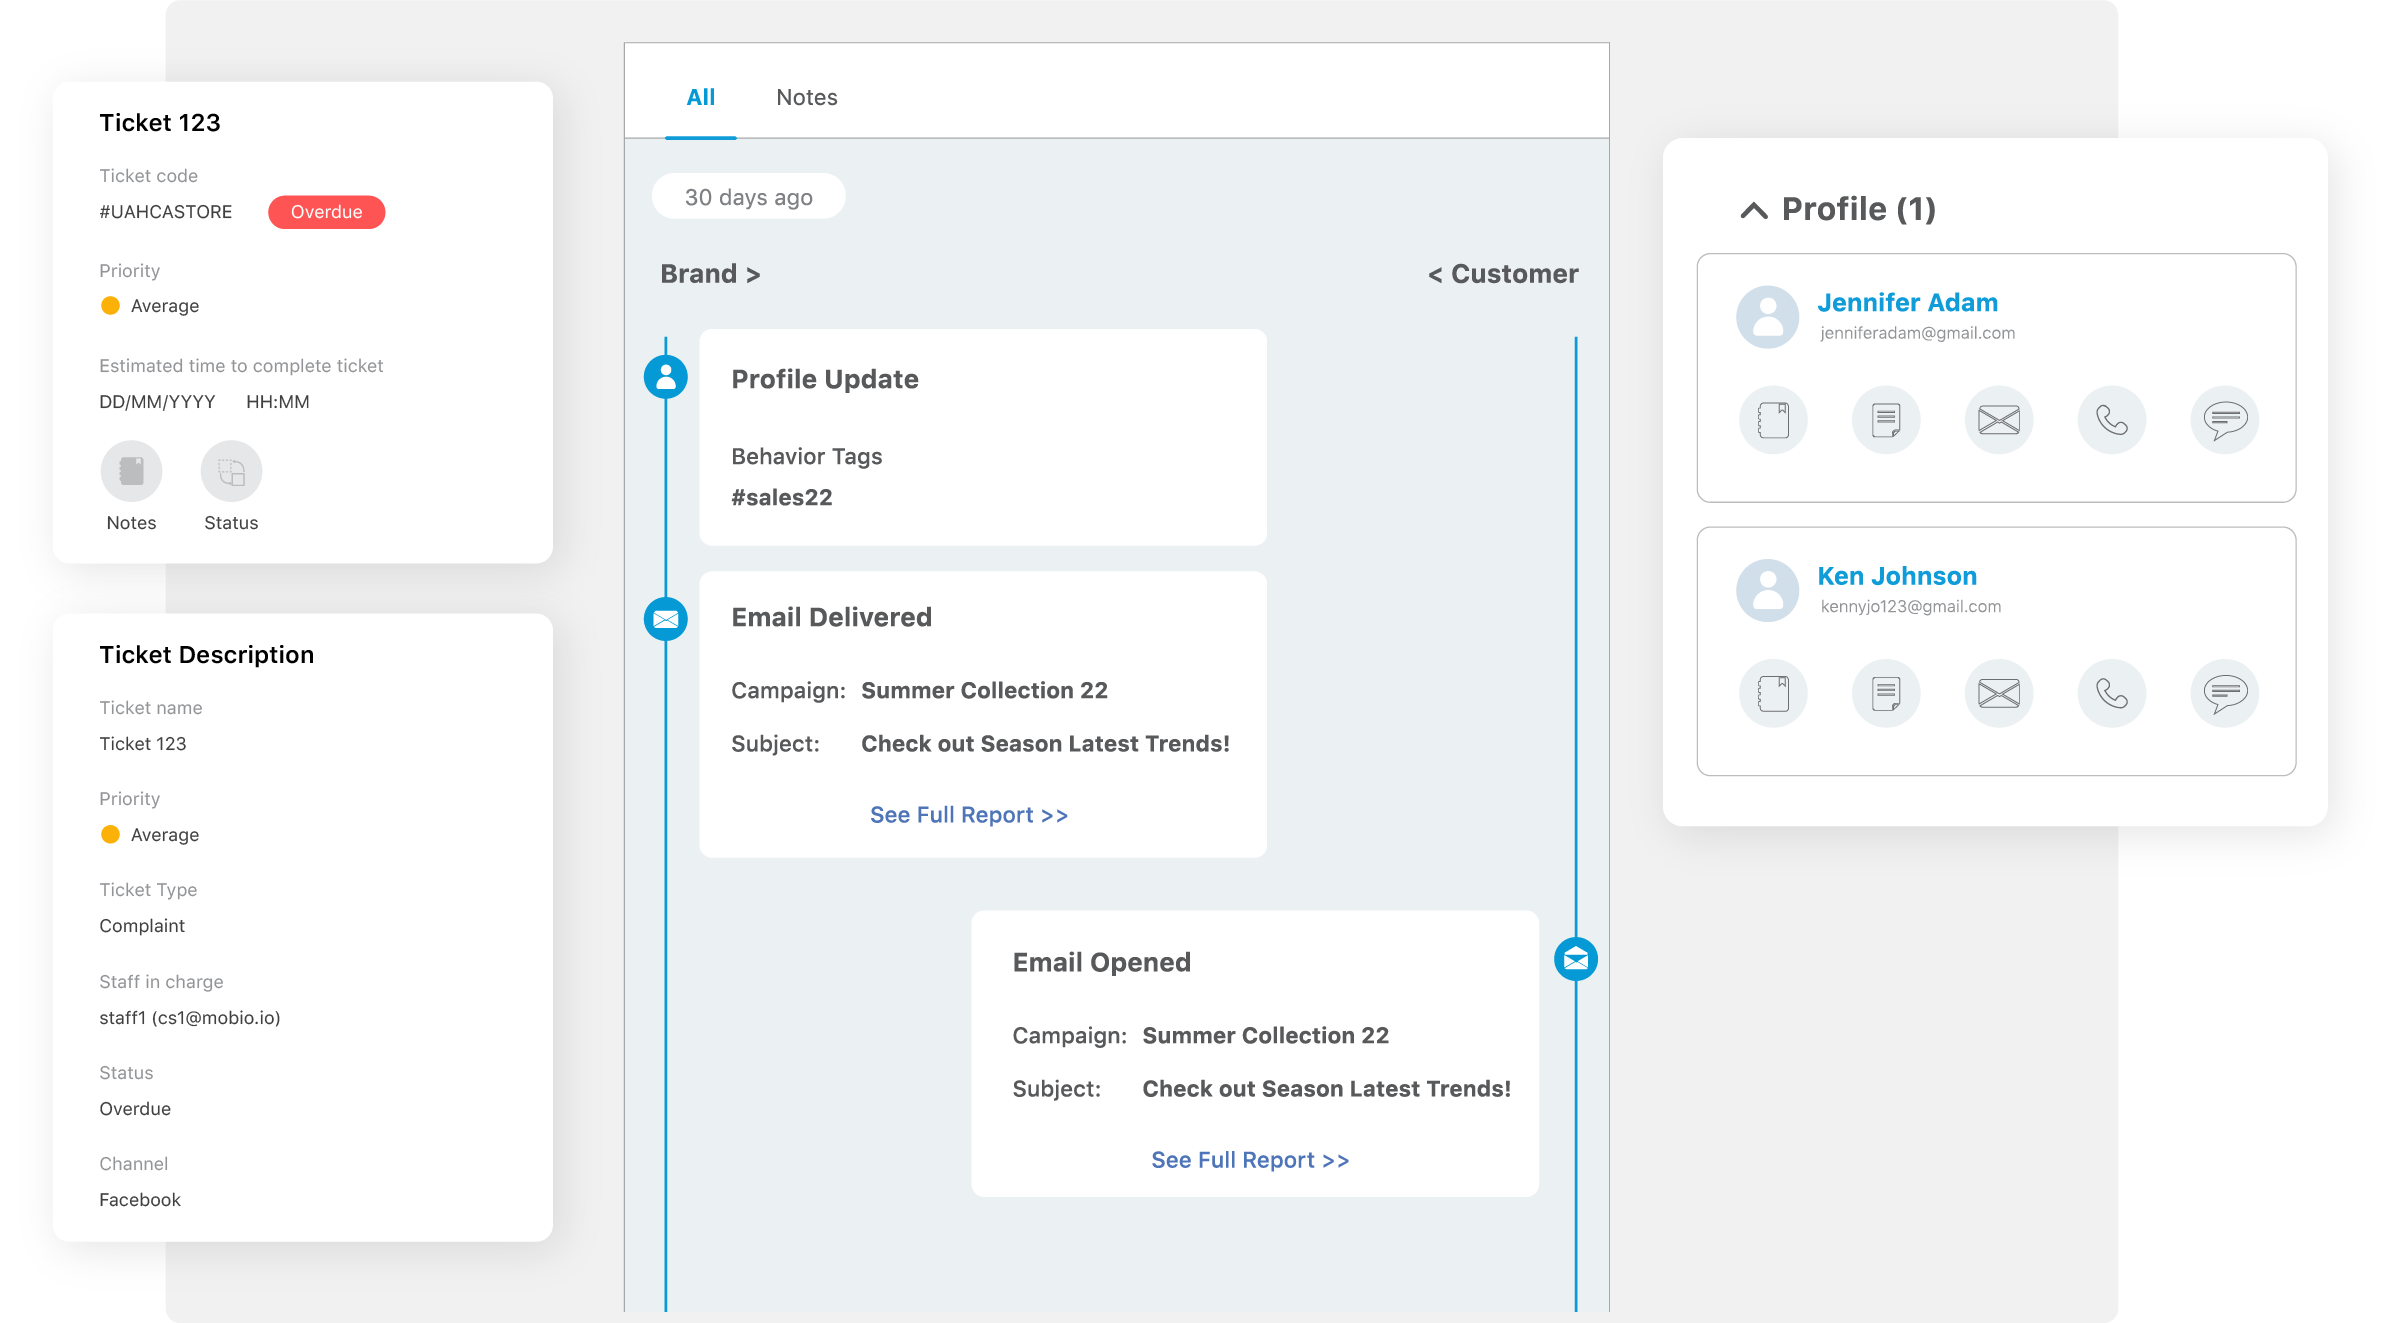 Ticket 123
Ticket code
#UAHCASTORE Overdue
Priority
Average
Estimated time to complete ticket
DD/MM/YYYY HH:MM
Notes Status
Ticket Description
Ticket name
Ticket 123
Priority
Average
Ticket Type
Complaint
Staff in charge
staff1 (cs1@mobio.io)
Status
Overdue
Channel
Facebook
All Notes
30 days ago
Brand > < Customer
Profile Update
Behavior Tags
#sales22
Email Delivered
Campaign: Summer Collection 22
Subject: Check out Season Latest Trends!
See Full Report >>
Email Opened
Campaign: Summer Collection 22
Subject: Check out Season Latest Trends!
See Full Report >>
Profile (1)
Jennifer Adam
jenniferadam@gmail.com
Ken Johnson
kennyjo123@gmail.com